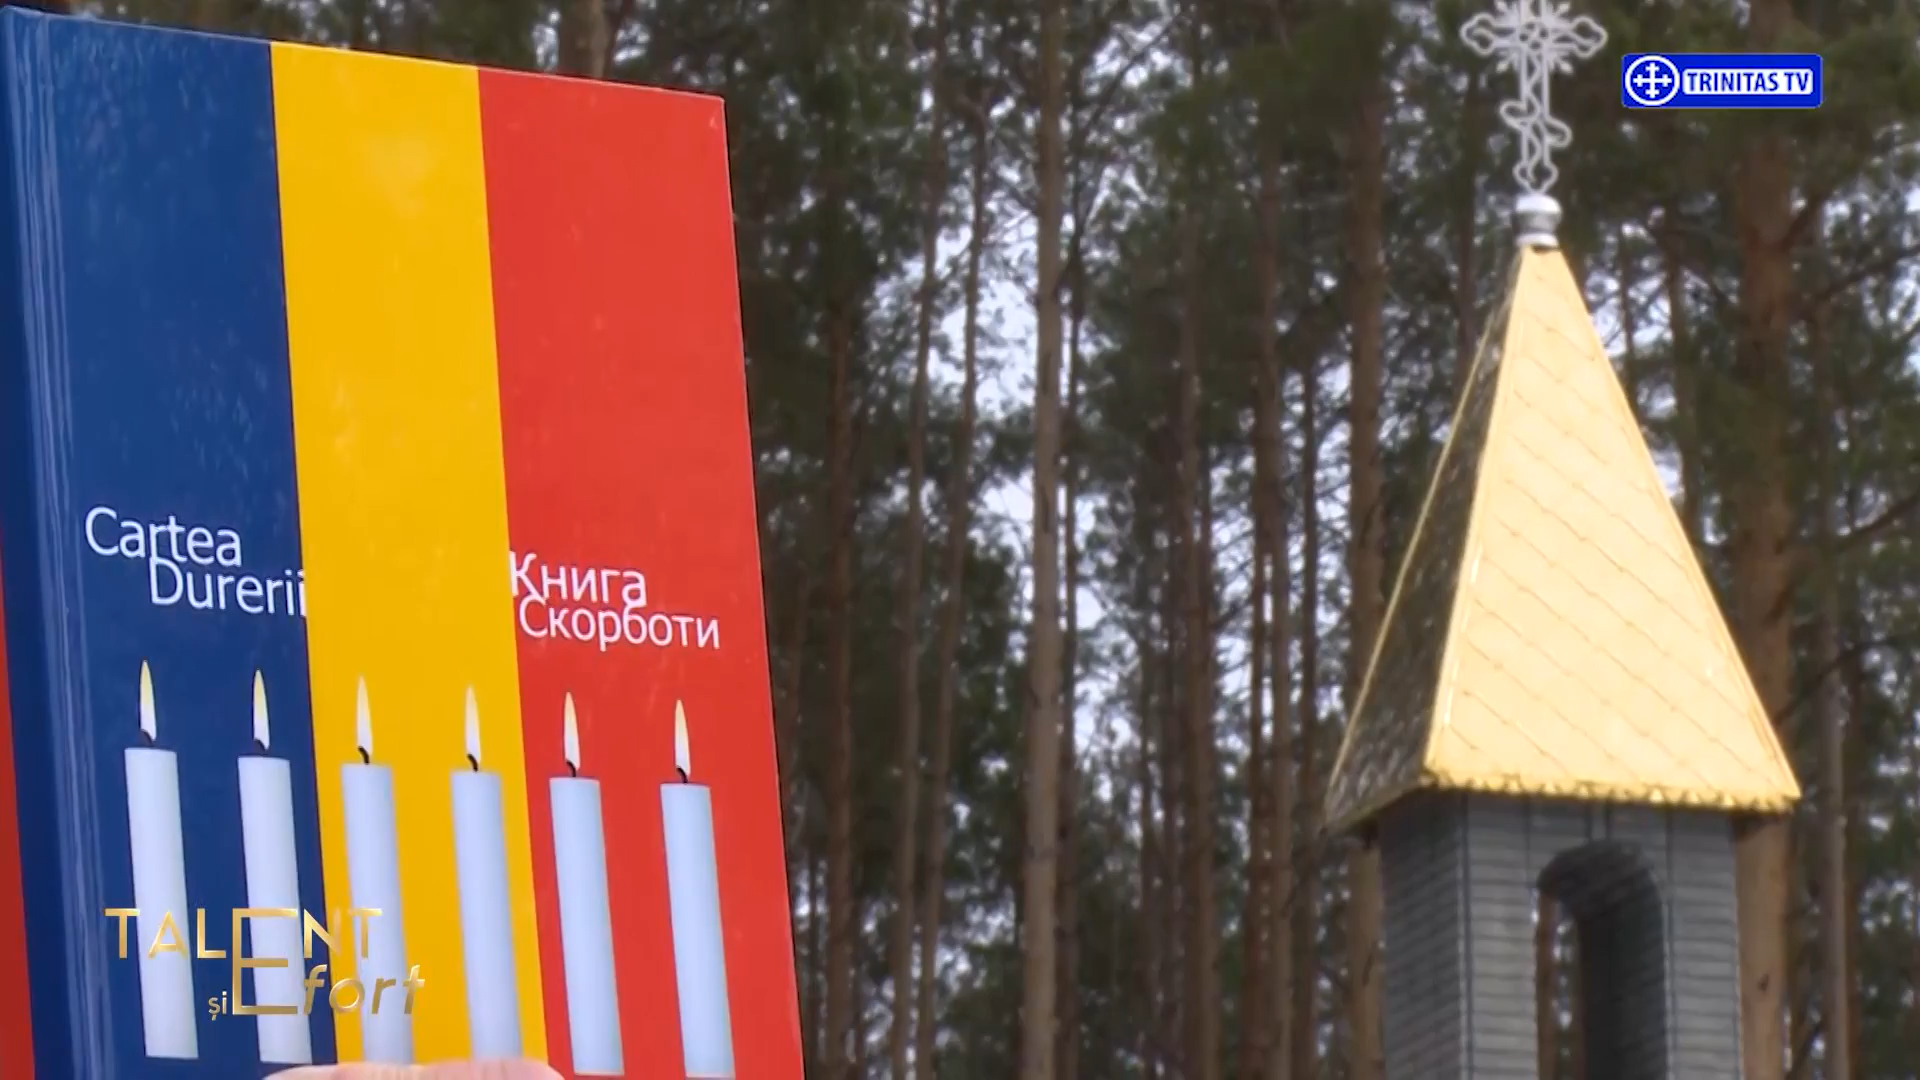 TRINITAS TV
Cartea
Durerii
Книга
Скорботи
TALENT
și Efort